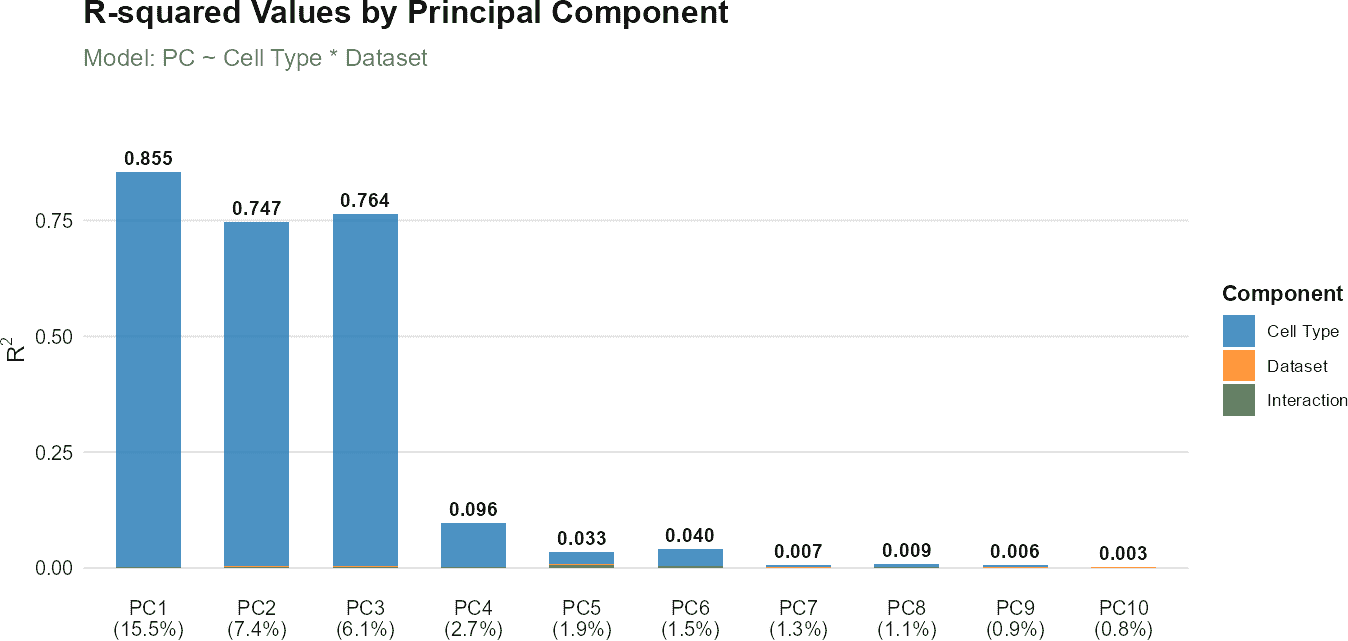 R-squared Values by Principal Component
Model: PC ~ Cell Type * Dataset
0.855
0.747
0.764
0.096
0.033
0.040
0.007
0.009
0.006
0.003
0.75
0.50
0.25
0.00
R²
PC1 PC2 PC3 PC4 PC5 PC6 PC7 PC8 PC9 PC10
(15.5%) (7.4%) (6.1%) (2.7%) (1.9%) (1.5%) (1.3%) (1.1%) (0.9%) (0.8%)
Component
Cell Type
Dataset
Interaction